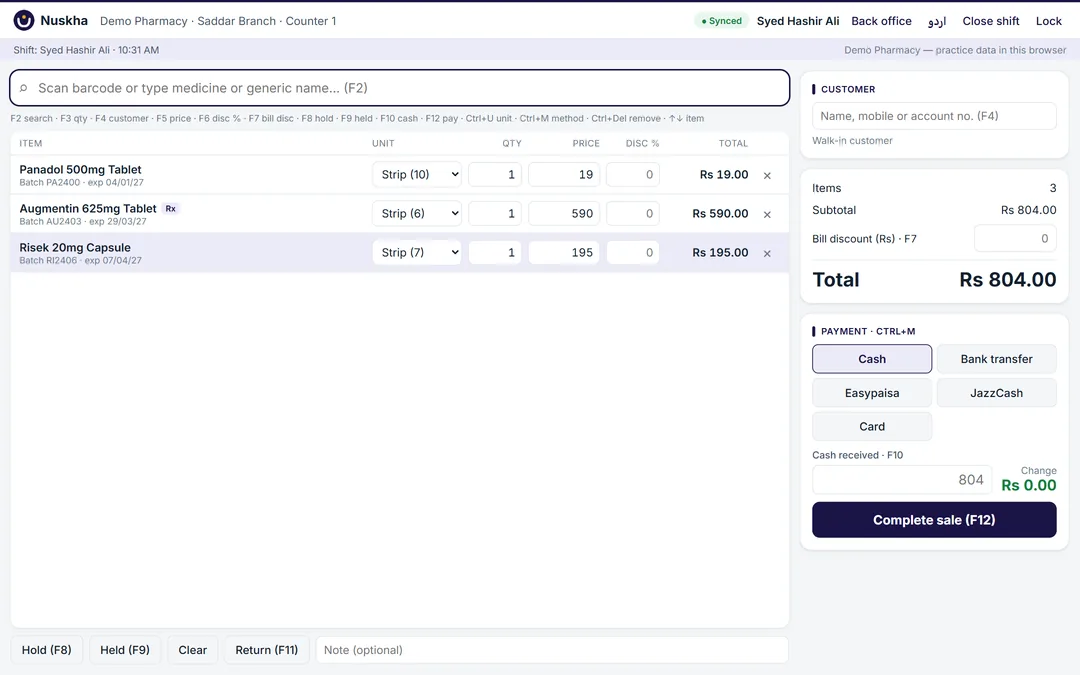 Nuskha Demo Pharmacy · Saddar Branch · Counter 1 Synced Syed Hashir Ali Back office اردو Close shift Lock
Shift: Syed Hashir Ali · 10:31 AM Demo Pharmacy — practice data in this browser
Scan barcode or type medicine or generic name... (F2)
F2 search · F3 qty · F4 customer · F5 price · F6 disc % · F7 bill disc · F8 hold · F9 held · F10 cash · F12 pay · Ctrl+U unit · Ctrl+M method · Ctrl+Del remove · ↑↓ item
ITEM UNIT QTY PRICE DISC % TOTAL
Panadol 500mg Tablet Strip (10) 1 19 0 Rs 19.00 ×
Batch PA2400 · exp 04/01/27
Augmentin 625mg Tablet Rx Strip (6) 1 590 0 Rs 590.00 ×
Batch AU2403 · exp 29/03/27
Risek 20mg Capsule Strip (7) 1 195 0 Rs 195.00 ×
Batch RI2406 · exp 07/04/27
Hold (F8) Held (F9) Clear Return (F11) Note (optional)
CUSTOMER
Name, mobile or account no. (F4)
Walk-in customer
Items 3
Subtotal Rs 804.00
Bill discount (Rs) · F7 0
Total Rs 804.00
PAYMENT · CTRL+M
Cash Bank transfer
Easypaisa JazzCash
Card
Cash received · F10
804 Change
Rs 0.00
Complete sale (F12)